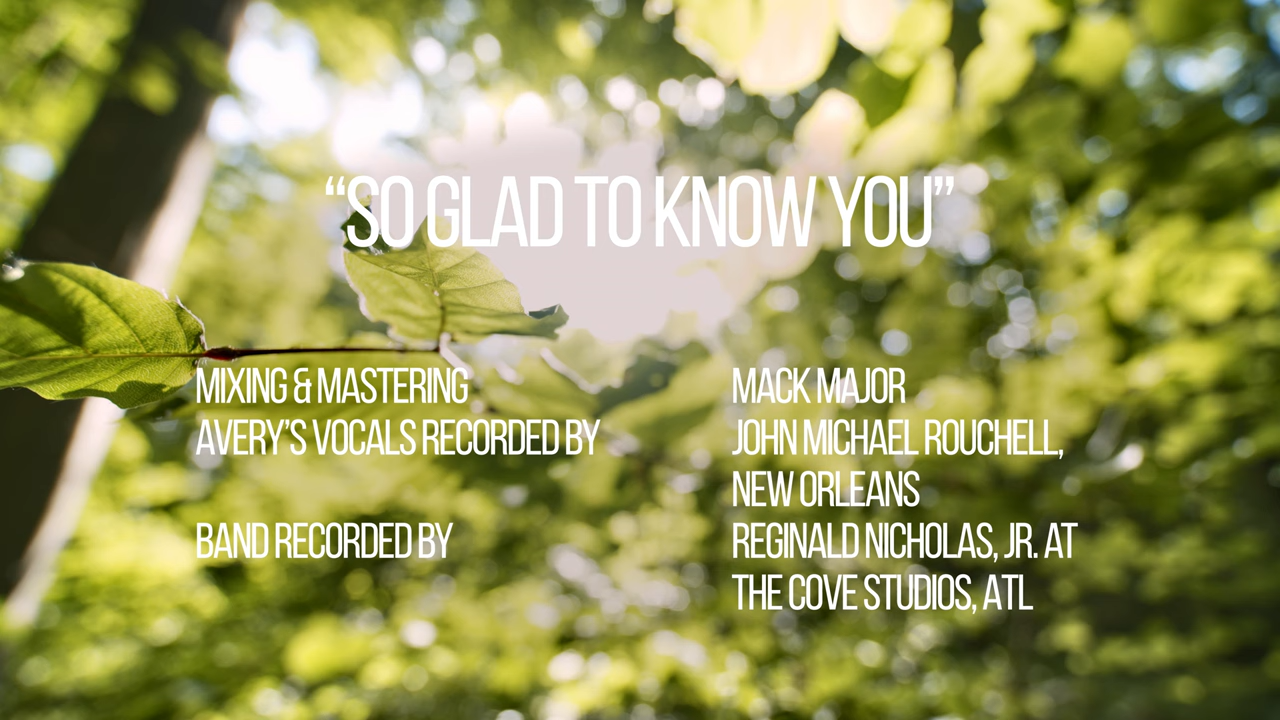 “SO GLAD TO KNOW YOU”
MIXING & MASTERING MACK MAJOR
AVERY’S VOCALS RECORDED BY JOHN MICHAEL ROUCHELL,
NEW ORLEANS
BAND RECORDED BY REGINALD NICHOLAS, JR. AT
THE COVE STUDIOS, ATL